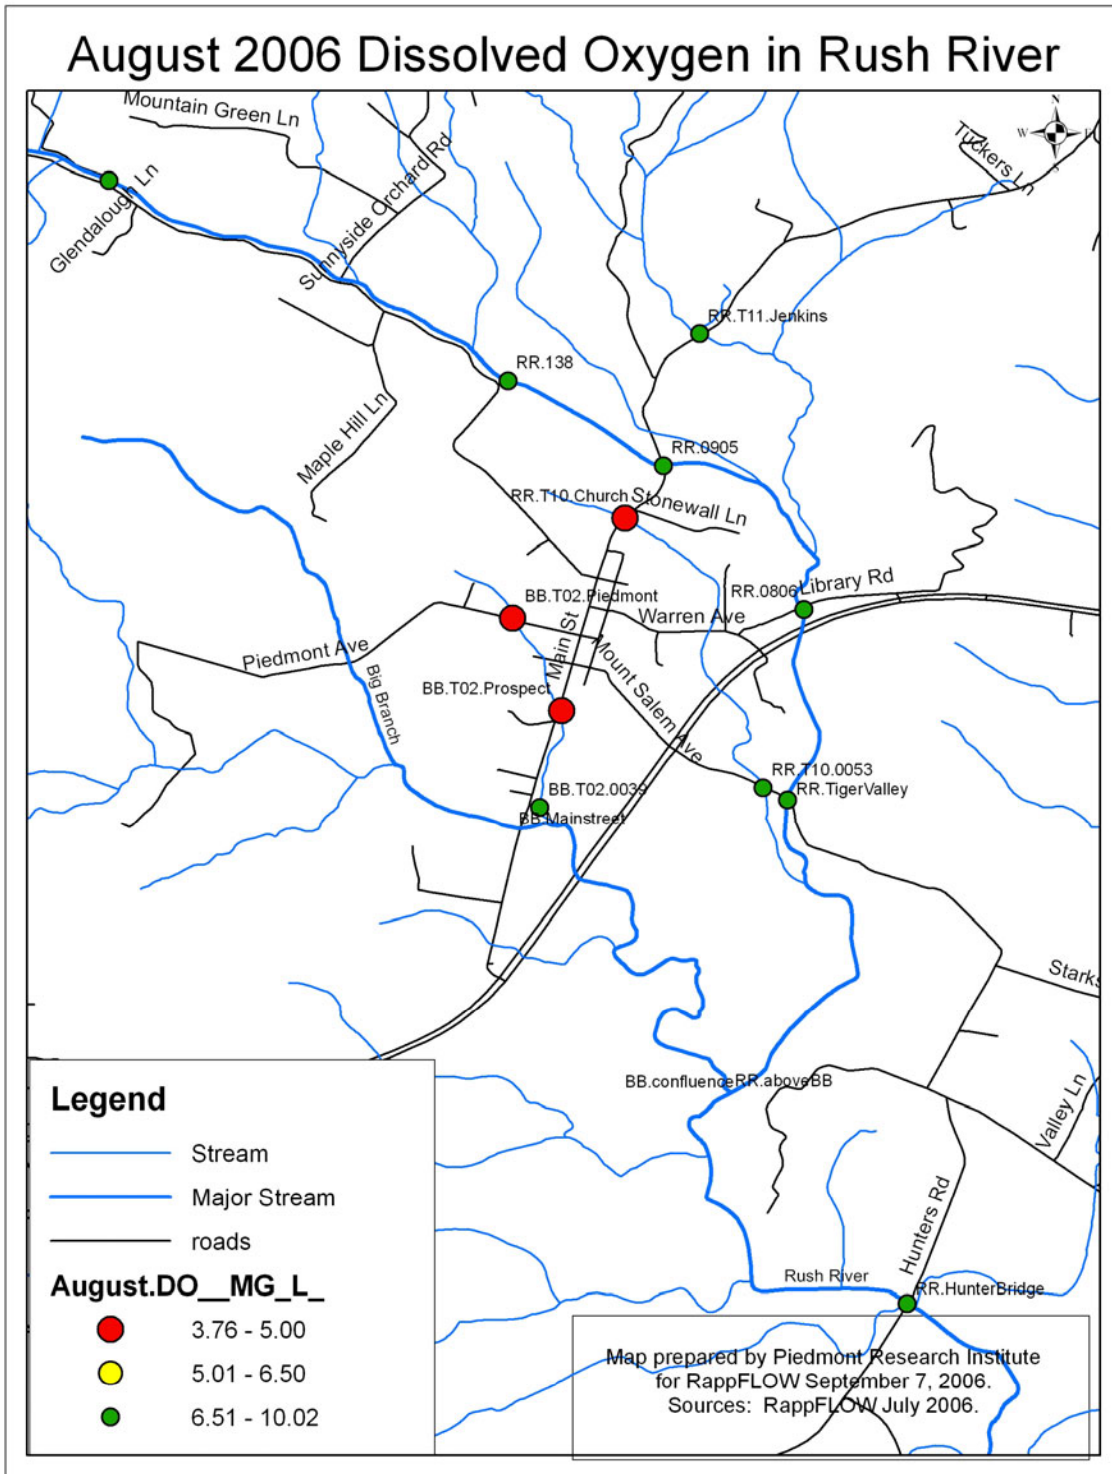 August 2006 Dissolved Oxygen in Rush River
Mountain Green Ln
N
W
E
S
Tuckers Ln
Sunnyside Orchard Rd
Glendalough Ln
RR.T11.Jenkins
RR.138
Maple Hill Ln
RR.0905
RR.T10.Church
Stonewall Ln
RR.0806
Library Rd
BB.T02.Piedmont
Warren Ave
Main St
Piedmont Ave
Mount Salem Ave
Big Branch
BB.T02.Prospect
RR.T10.0053
RR.TigerValley
BB.T02.0039
BB.Mainstreet
Starks
BB.confluence
RR.aboveBB
Valley Ln
Hunters Rd
Rush River
RR.HunterBridge
Legend
Stream
Major Stream
roads
August.DO__MG_L_
3.76 - 5.00
5.01 - 6.50
6.51 - 10.02
Map prepared by Piedmont Research Institute
for RappFLOW September 7, 2006.
Sources: RappFLOW July 2006.